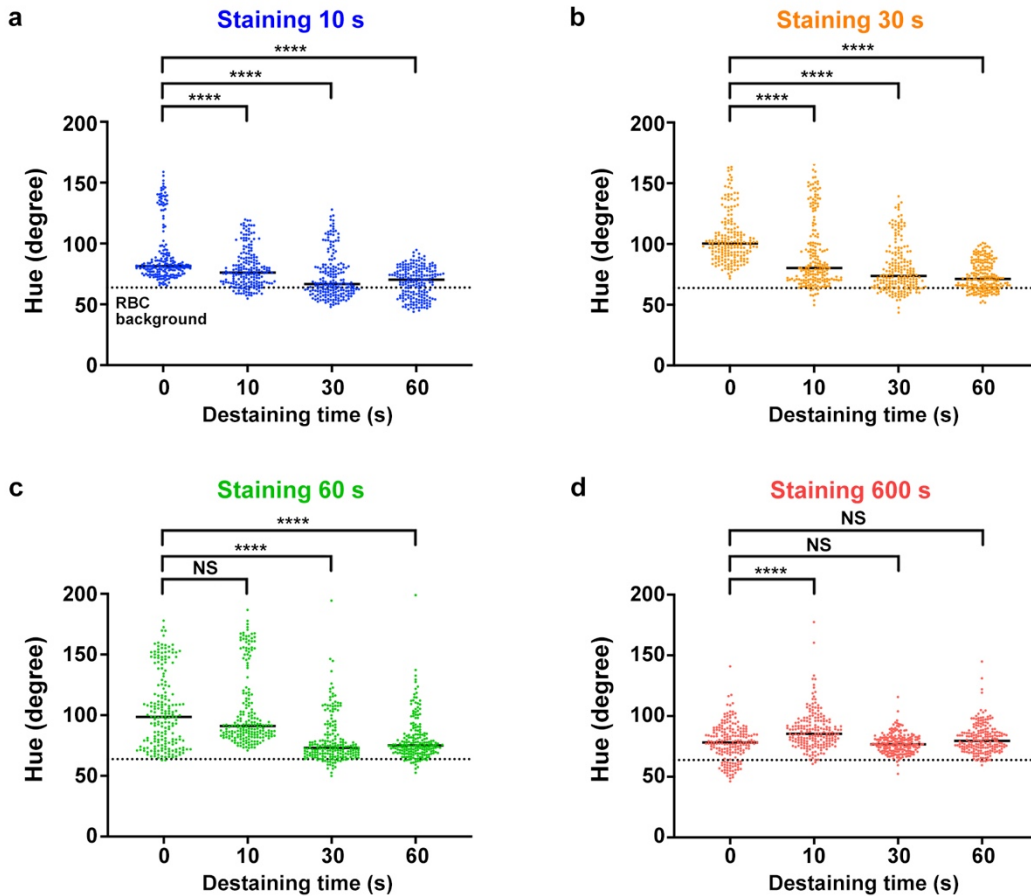 a
Staining 10 s
****
****
****
200
150
100
50
0
Hue (degree)
RBC
background
0 10 30 60
Destaining time (s)
b
Staining 30 s
****
****
****
200
150
100
50
0
Hue (degree)
0 10 30 60
Destaining time (s)
c
Staining 60 s
****
****
NS
200
150
100
50
0
Hue (degree)
0 10 30 60
Destaining time (s)
d
Staining 600 s
NS
NS
****
200
150
100
50
0
Hue (degree)
0 10 30 60
Destaining time (s)